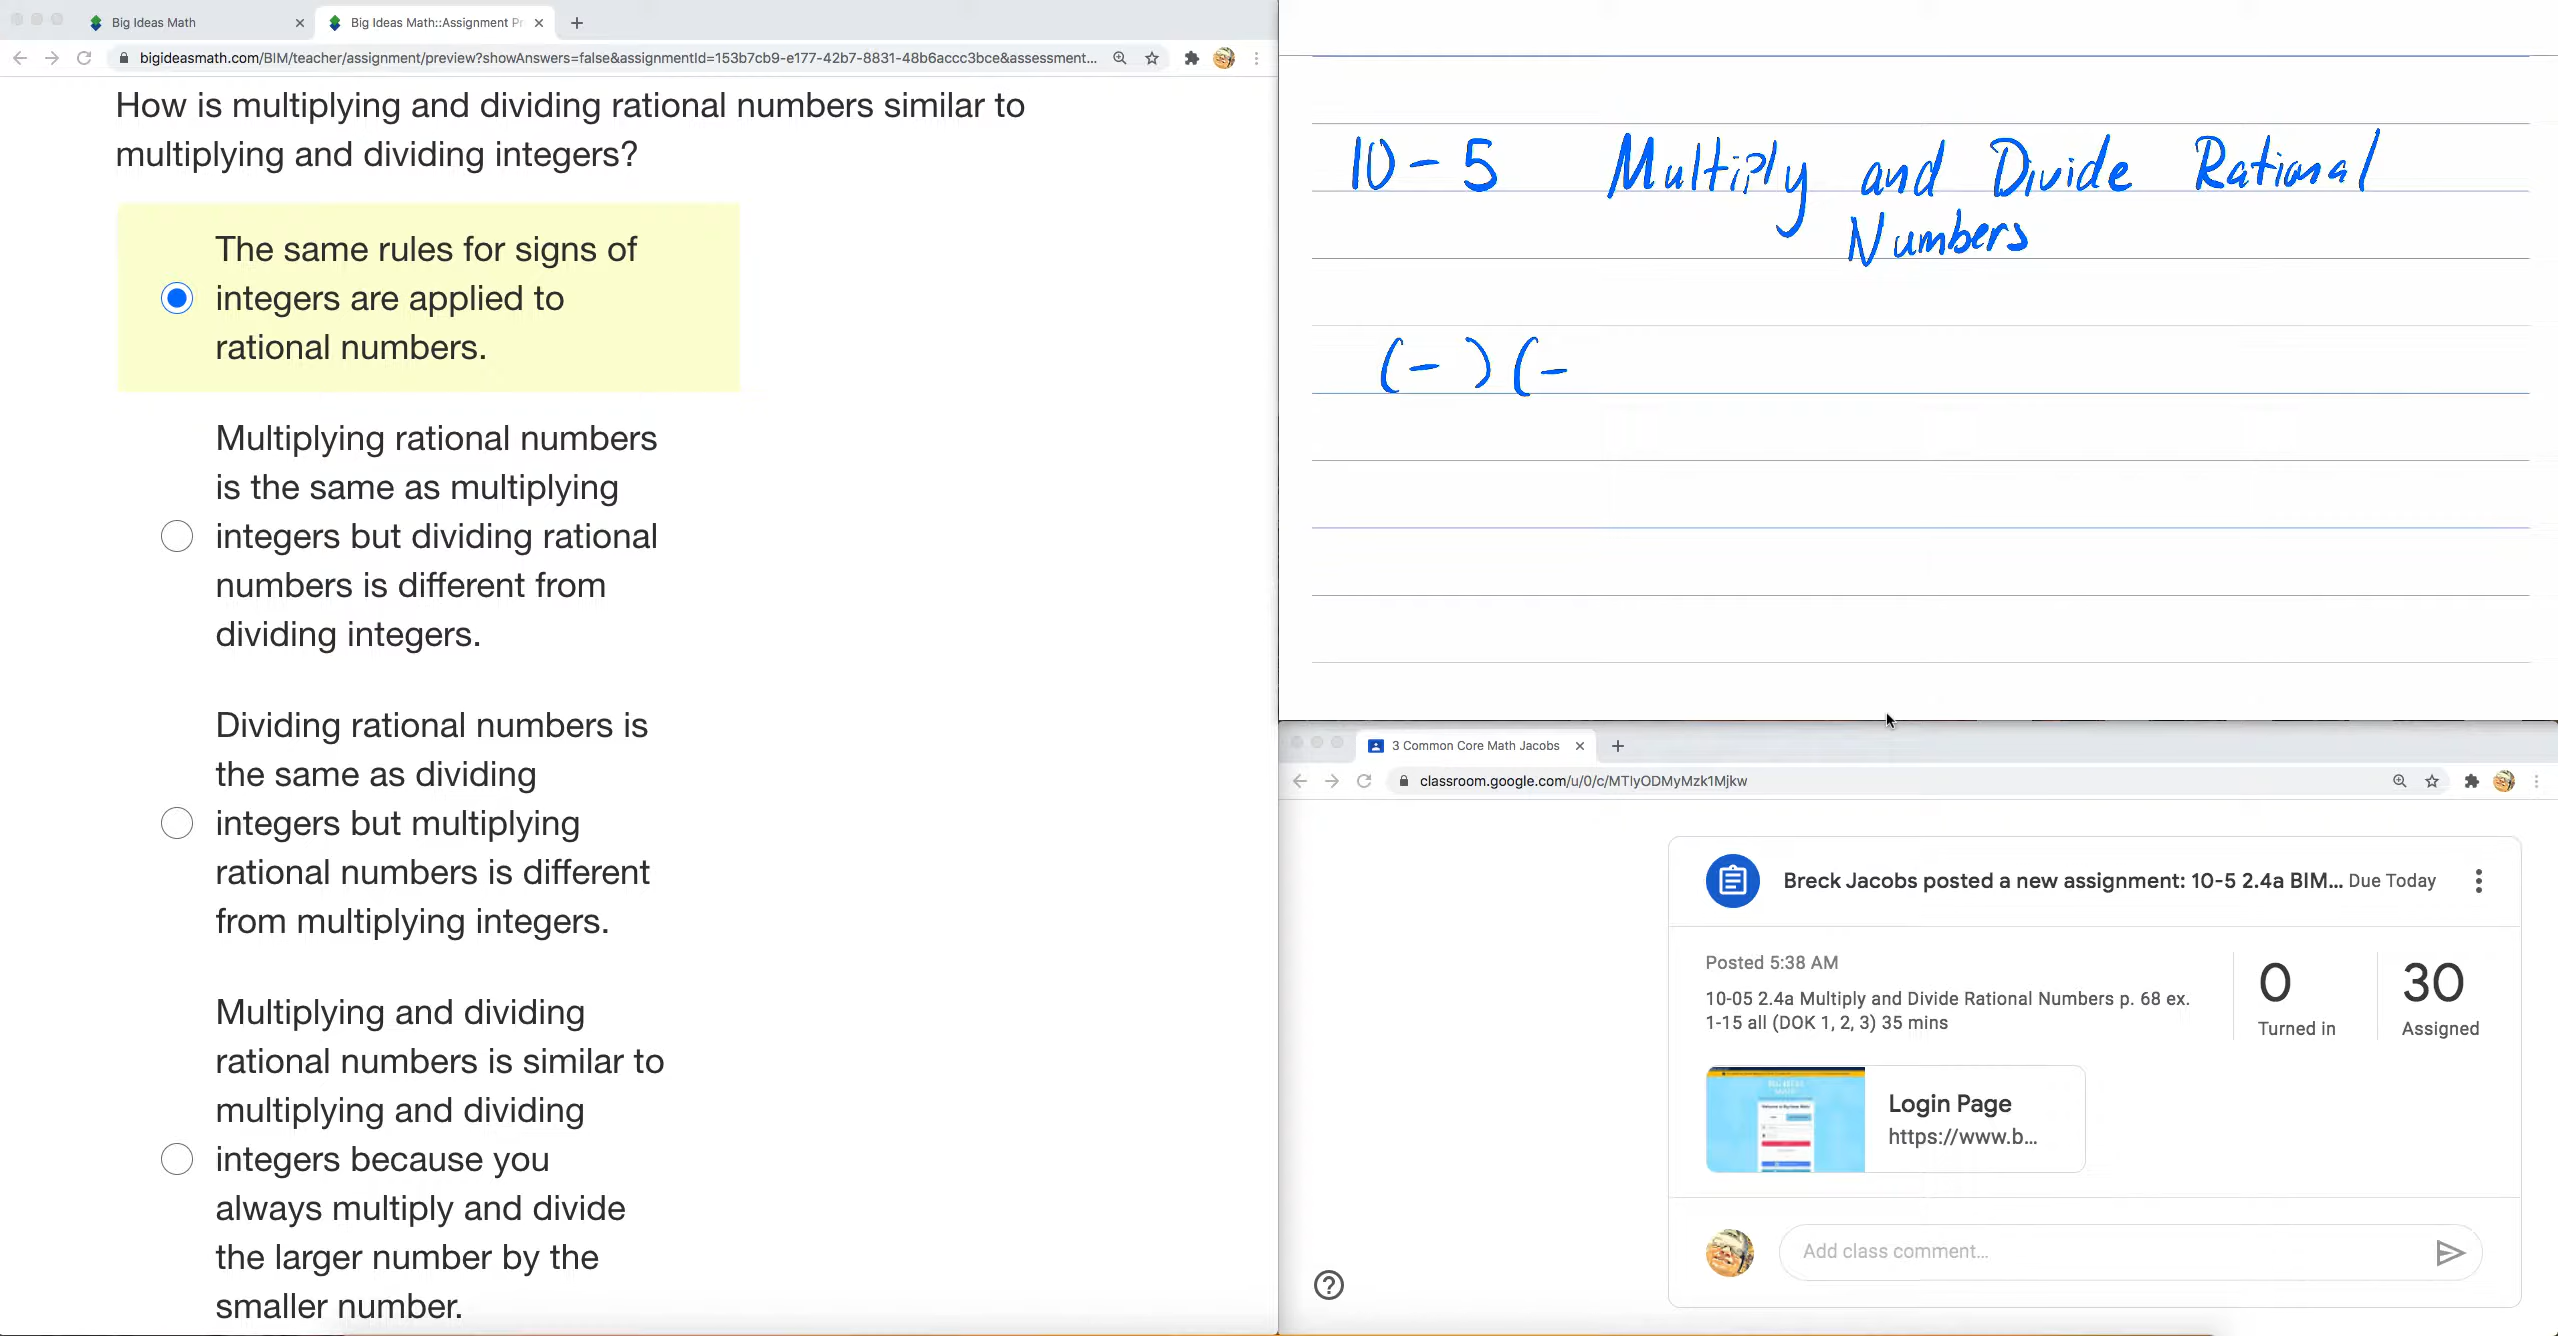 Big Ideas Math
Big Ideas Math::Assignment Pr
bigideasmath.com/BIM/teacher/assignment/preview?showAnswers=false&assignmentId=153b7cb9-e177-42b7-8831-48b6accc3bce&assessment...
How is multiplying and dividing rational numbers similar to
multiplying and dividing integers?
The same rules for signs of
integers are applied to
rational numbers.
Multiplying rational numbers
is the same as multiplying
integers but dividing rational
numbers is different from
dividing integers.
Dividing rational numbers is
the same as dividing
integers but multiplying
rational numbers is different
from multiplying integers.
Multiplying and dividing
rational numbers is similar to
multiplying and dividing
integers because you
always multiply and divide
the larger number by the
smaller number.
10-5 Multiply and Divide Rational
Numbers
(-)(-
3 Common Core Math Jacobs
classroom.google.com/u/0/c/MTIyODMyMzk1Mjkw
Breck Jacobs posted a new assignment: 10-5 2.4a BIM... Due Today
Posted 5:38 AM
10-05 2.4a Multiply and Divide Rational Numbers p. 68 ex.
1-15 all (DOK 1, 2, 3) 35 mins
0
Turned in
30
Assigned
Login Page
https://www.b...
Add class comment...